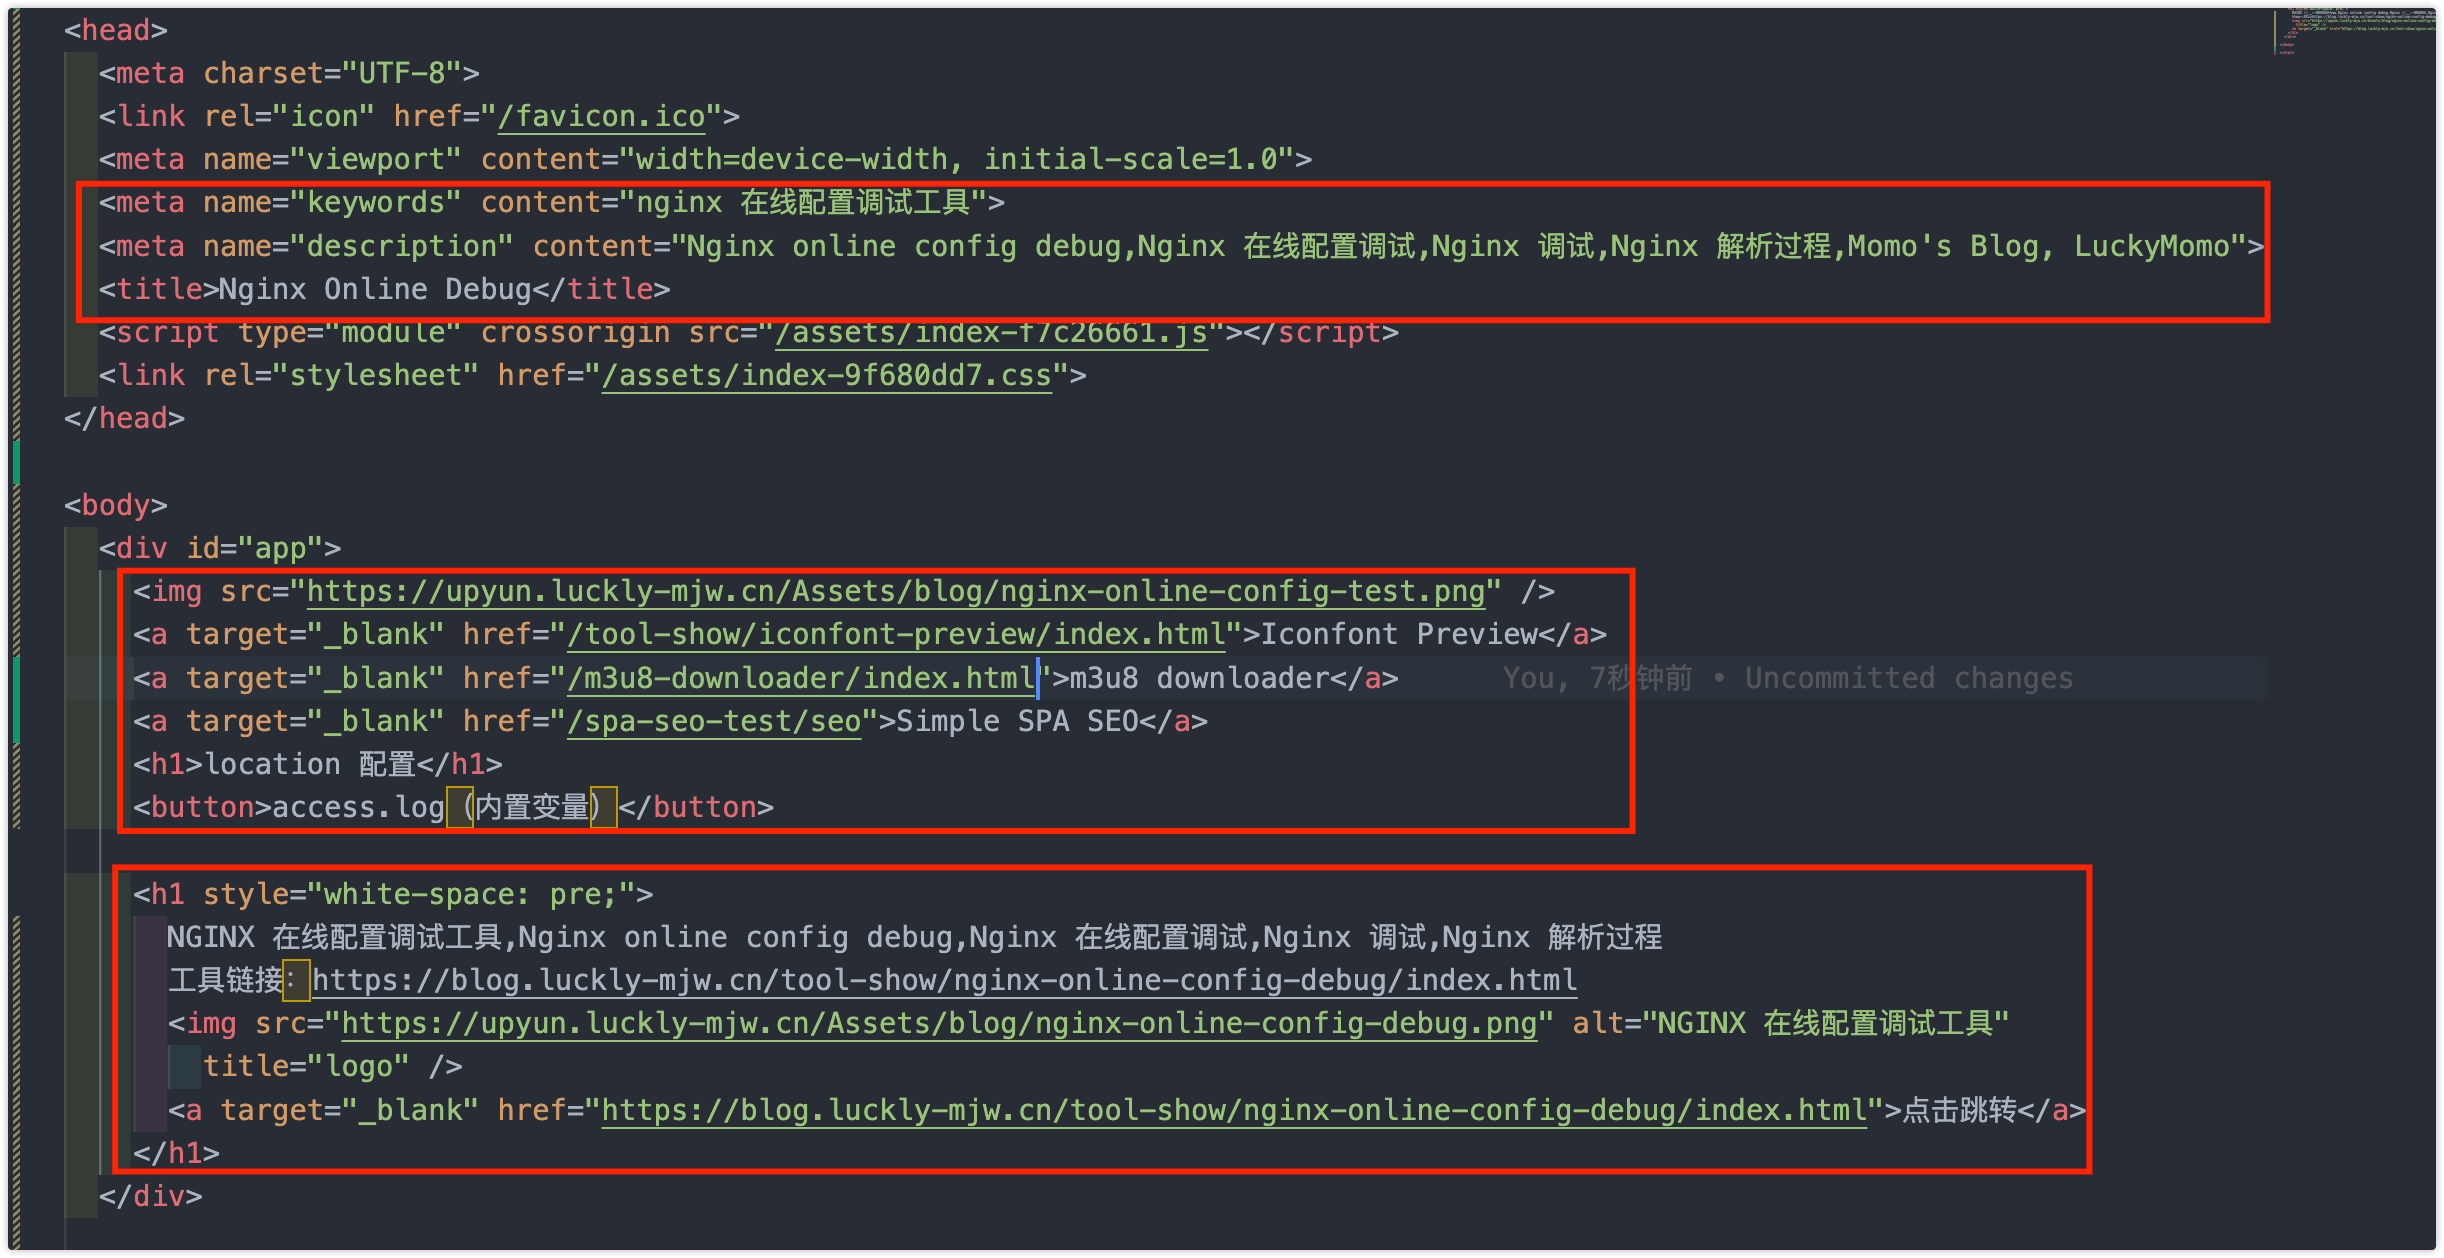 <head>
<meta charset="UTF-8">
<link rel="icon" href="/favicon.ico">
<meta name="viewport" content="width=device-width, initial-scale=1.0">
<meta name="keywords" content="nginx 在线配置调试工具">
<meta name="description" content="Nginx online config debug,Nginx 在线配置调试,Nginx 调试,Nginx 解析过程,Momo's Blog, LuckyMomo">
<title>Nginx Online Debug</title>
<script type="module" crossorigin src="/assets/index-f7c26661.js"></script>
<link rel="stylesheet" href="/assets/index-9f680dd7.css">
</head>
<body>
<div id="app">
<img src="https://upyun.luckly-mjw.cn/Assets/blog/nginx-online-config-test.png" />
<a target="_blank" href="/tool-show/iconfont-preview/index.html">Iconfont Preview</a>
<a target="_blank" href="/m3u8-downloader/index.html">m3u8 downloader</a> You, 7秒钟前 • Uncommitted changes
<a target="_blank" href="/spa-seo-test/seo">Simple SPA SEO</a>
<h1>location 配置</h1>
<button>access.log（内置变量）</button>
<h1 style="white-space: pre;">
NGINX 在线配置调试工具,Nginx online config debug,Nginx 在线配置调试,Nginx 调试,Nginx 解析过程
工具链接：https://blog.luckly-mjw.cn/tool-show/nginx-online-config-debug/index.html
<img src="https://upyun.luckly-mjw.cn/Assets/blog/nginx-online-config-debug.png" alt="NGINX 在线配置调试工具"
title="logo" />
<a target="_blank" href="https://blog.luckly-mjw.cn/tool-show/nginx-online-config-debug/index.html">点击跳转</a>
</h1>
</div>